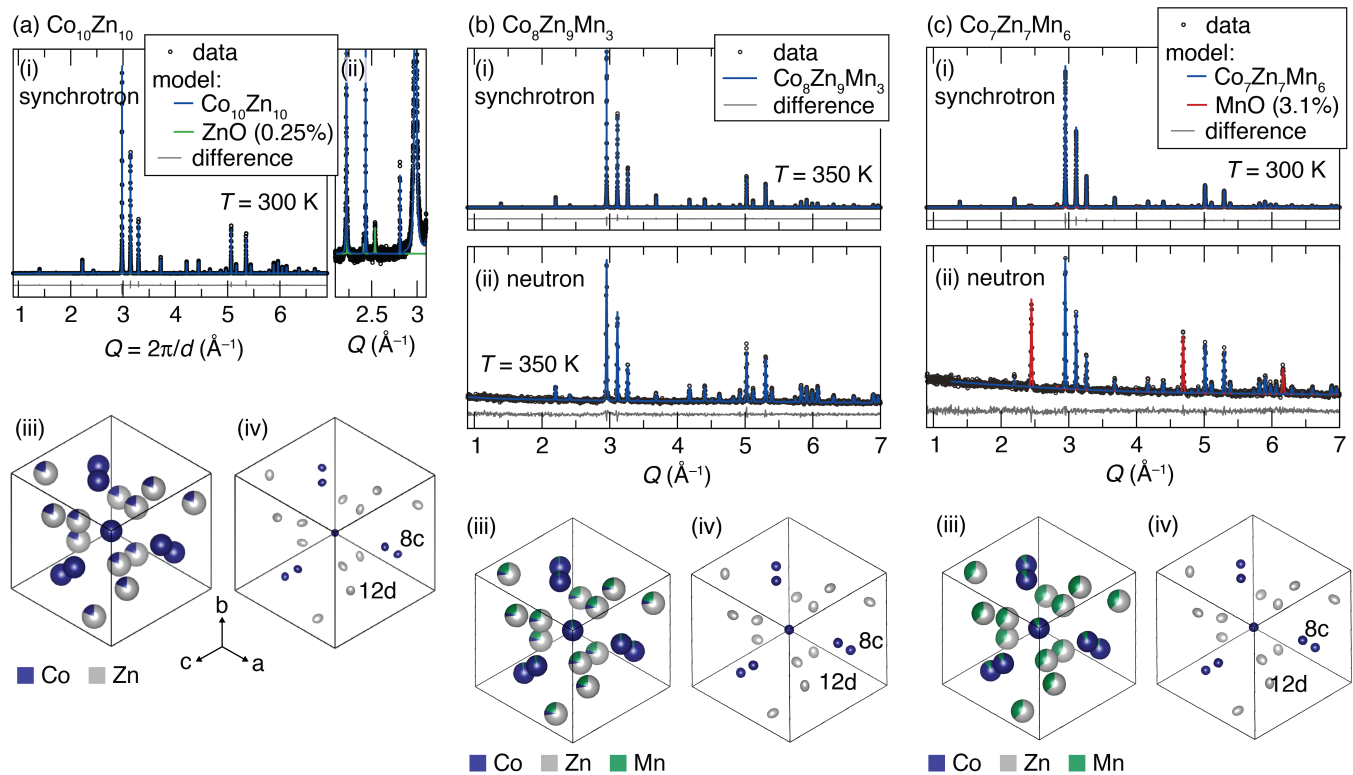 (a) Co₁₀Zn₁₀
(i)
synchrotron
data
model:
Co₁₀Zn₁₀
ZnO (0.25%)
difference
T = 300 K
1 2 3 4 5 6
Q = 2π/d (Å⁻¹)
(ii)
2.5 3
Q (Å⁻¹)
(iii)
(iv)
8c
12d
b
c
a
Co Zn
(b) Co₈Zn₉Mn₃
(i)
synchrotron
data
Co₈Zn₉Mn₃
difference
T = 350 K
(ii) neutron
T = 350 K
1 2 3 4 5 6 7
Q (Å⁻¹)
(iii)
(iv)
8c
12d
Co Zn Mn
(c) Co₇Zn₇Mn₆
(i)
synchrotron
data
model:
Co₇Zn₇Mn₆
MnO (3.1%)
difference
T = 300 K
(ii) neutron
1 2 3 4 5 6 7
Q (Å⁻¹)
(iii)
(iv)
8c
12d
Co Zn Mn